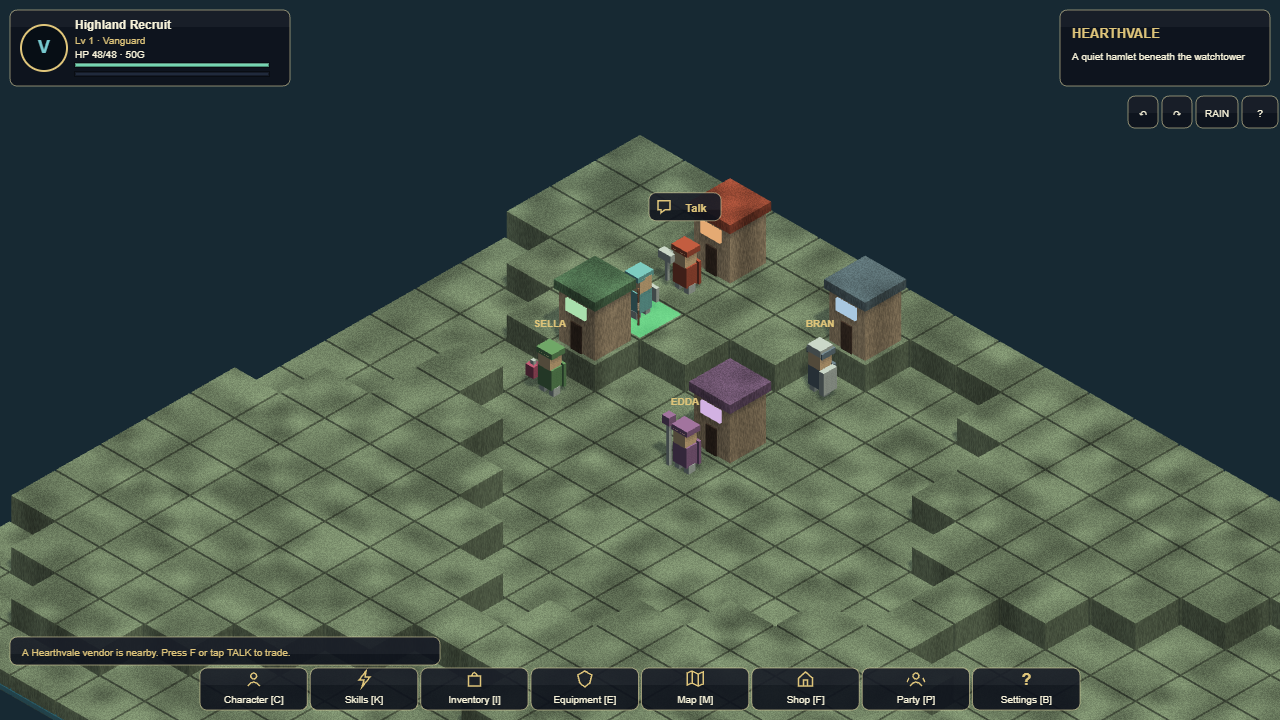 V
Highland Recruit
Lv 1 · Vanguard
HP 48/48 · 50G
HEARTHVALE
A quiet hamlet beneath the watchtower
RAIN
?
Talk
SELLA
BRAN
EDDA
A Hearthvale vendor is nearby. Press F or tap TALK to trade.
Character [C]
Skills [K]
Inventory [I]
Equipment [E]
Map [M]
Shop [F]
Party [P]
?
Settings [B]